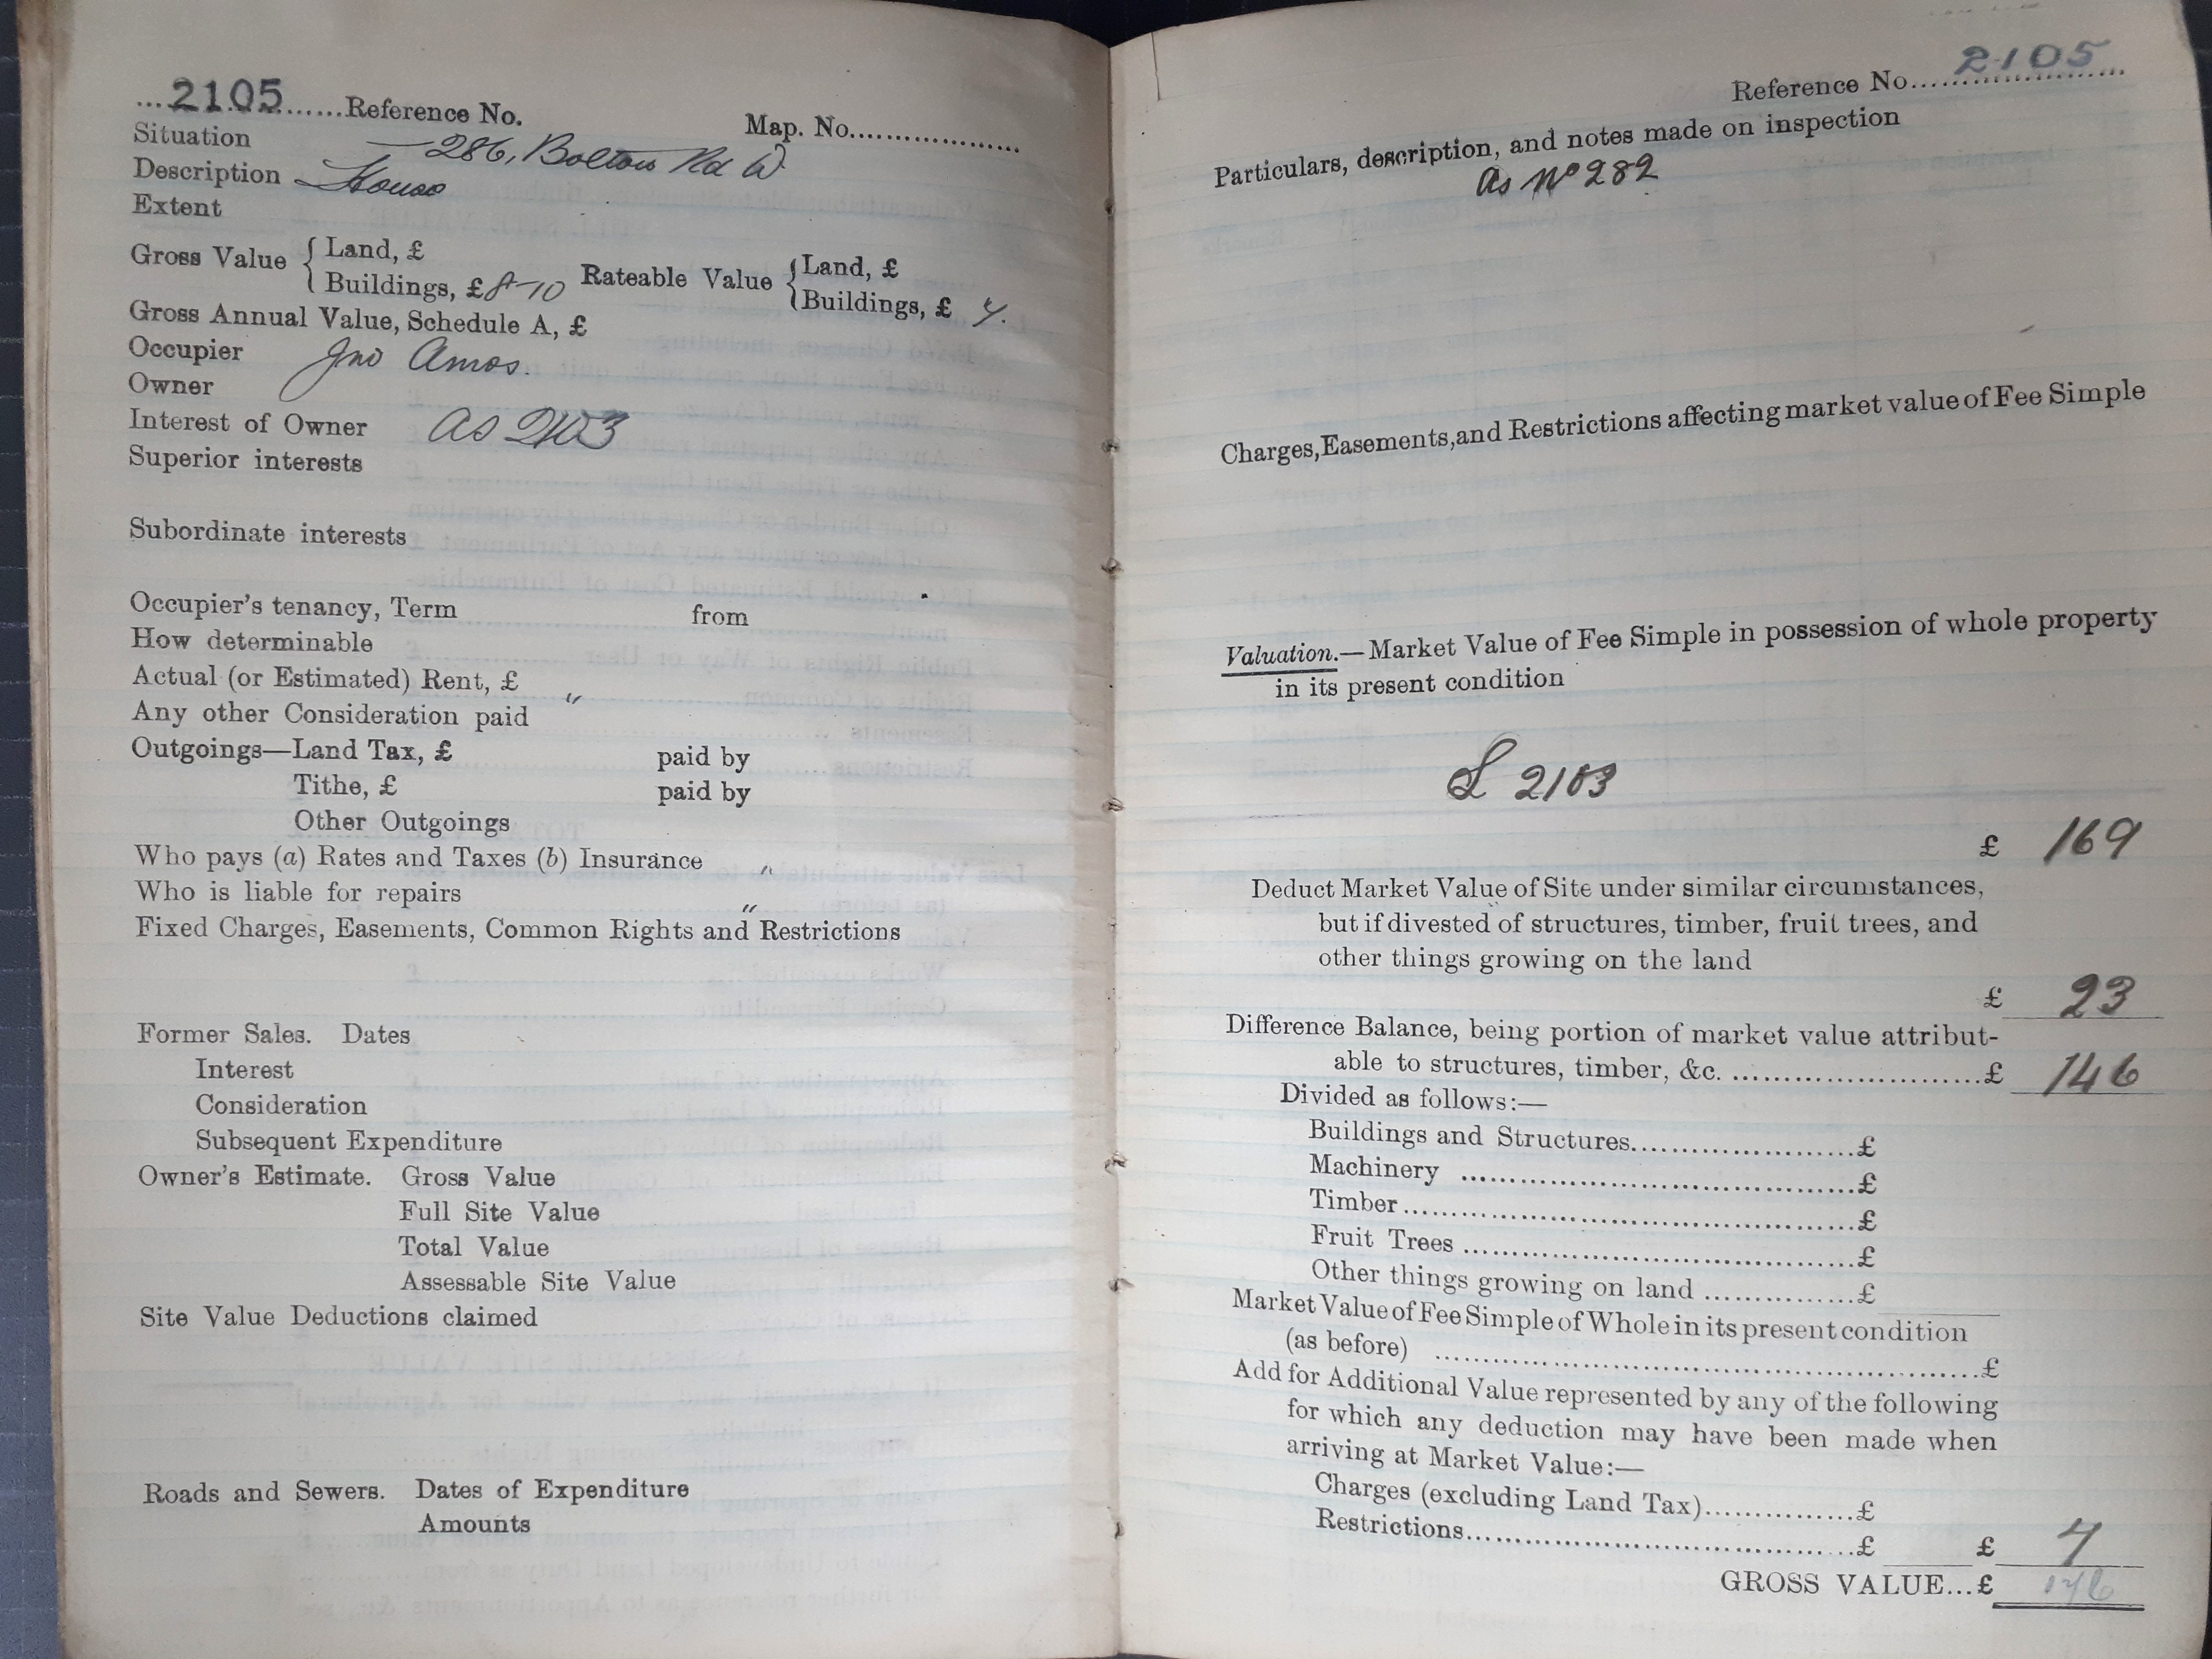 2105 Reference No. Map. No.
Situation — 286, Bolton Rd W
Description House
Extent
Gross Value { Land, £
Buildings, £ 8-10 Rateable Value { Land, £
Buildings, £
Gross Annual Value, Schedule A, £
Occupier Jno Amos.
Owner
Interest of Owner as 2103
Superior interests
Subordinate interests
Occupier's tenancy, Term from
How determinable
Actual (or Estimated) Rent, £ "
Any other Consideration paid
Outgoings—Land Tax, £ paid by
Tithe, £ paid by
Other Outgoings
Who pays (a) Rates and Taxes (b) Insurance "
Who is liable for repairs "
Fixed Charges, Easements, Common Rights and Restrictions
Former Sales. Dates
Interest
Consideration
Subsequent Expenditure
Owner's Estimate. Gross Value
Full Site Value
Total Value
Assessable Site Value
Site Value Deductions claimed
Roads and Sewers. Dates of Expenditure
Amounts
Reference No. 2105
Particulars, description, and notes made on inspection
As No 282
Charges, Easements, and Restrictions affecting market value of Fee Simple
Valuation.—Market Value of Fee Simple in possession of whole property
in its present condition
2103
£ 169
Deduct Market Value of Site under similar circumstances,
but if divested of structures, timber, fruit trees, and
other things growing on the land
£ 23
Difference Balance, being portion of market value attribut-
able to structures, timber, &c. £ 146
Divided as follows:—
Buildings and Structures £
Machinery £
Timber £
Fruit Trees £
Other things growing on land £
Market Value of Fee Simple of Whole in its present condition
(as before) £
Add for Additional Value represented by any of the following
for which any deduction may have been made when
arriving at Market Value:—
Charges (excluding Land Tax) £
Restrictions £ £
GROSS VALUE...£